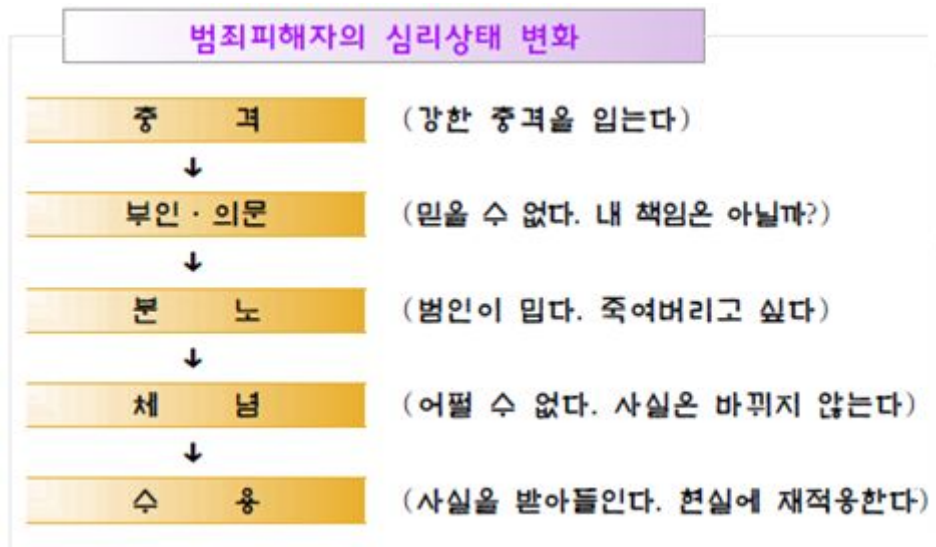 범죄피해자의 심리상태 변화
충 격 (강한 충격을 입는다)
↓
부인 · 의문 (믿을 수 없다. 내 책임은 아닐까?)
↓
분 노 (범인이 밉다. 죽여버리고 싶다)
↓
체 념 (어쩔 수 없다. 사실은 바뀌지 않는다)
↓
수 용 (사실을 받아들인다. 현실에 재적응한다)